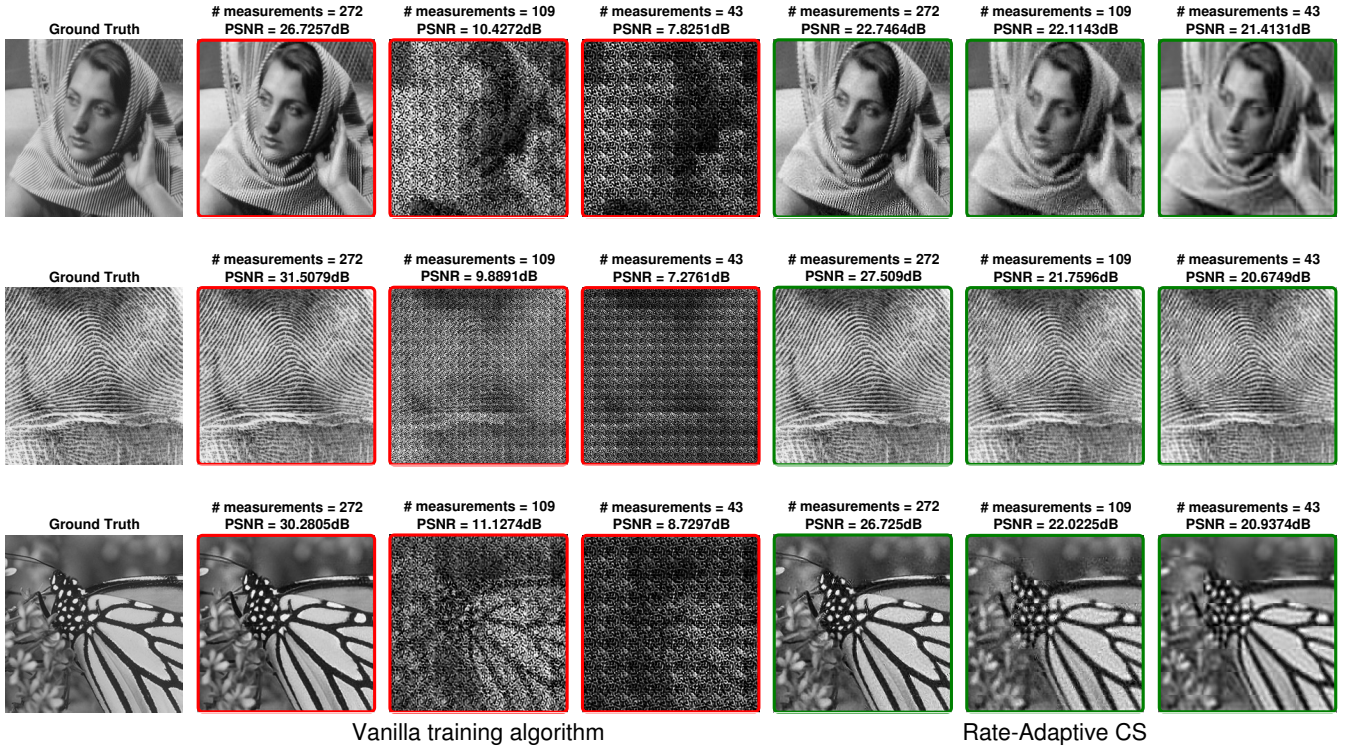 Ground Truth
# measurements = 272
PSNR = 26.7257dB
# measurements = 109
PSNR = 10.4272dB
# measurements = 43
PSNR = 7.8251dB
# measurements = 272
PSNR = 22.7464dB
# measurements = 109
PSNR = 22.1143dB
# measurements = 43
PSNR = 21.4131dB
Ground Truth
# measurements = 272
PSNR = 31.5079dB
# measurements = 109
PSNR = 9.8891dB
# measurements = 43
PSNR = 7.2761dB
# measurements = 272
PSNR = 27.509dB
# measurements = 109
PSNR = 21.7596dB
# measurements = 43
PSNR = 20.6749dB
Ground Truth
# measurements = 272
PSNR = 30.2805dB
# measurements = 109
PSNR = 11.1274dB
# measurements = 43
PSNR = 8.7297dB
# measurements = 272
PSNR = 26.725dB
# measurements = 109
PSNR = 22.0225dB
# measurements = 43
PSNR = 20.9374dB
Vanilla training algorithm
Rate-Adaptive CS